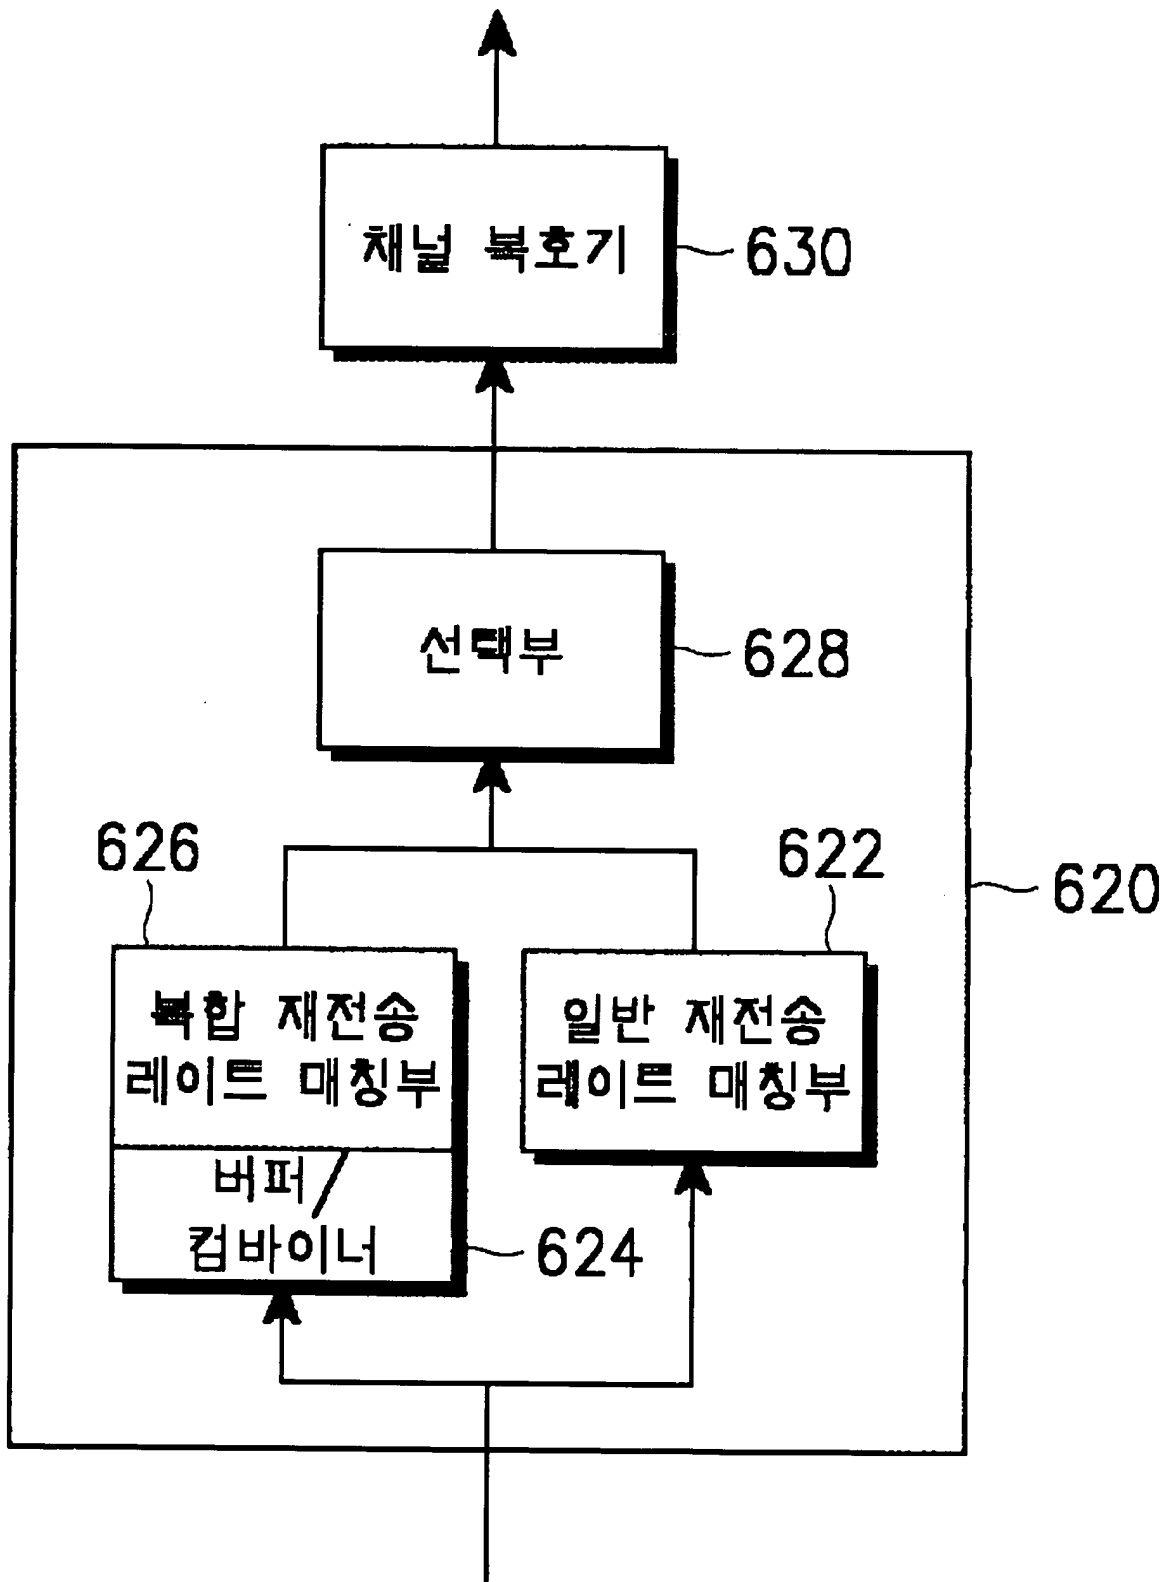 채널 복호기
630
선택부
628
626
622
620
복합 재전송
레이트 매칭부
일반 재전송
레이트 매칭부
버퍼/
컴바이너
624